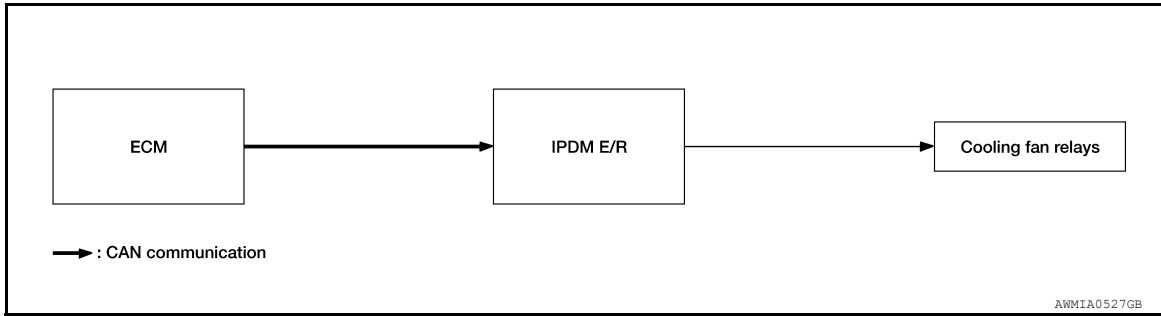 ECM
IPDM E/R
Cooling fan relays
: CAN communication
AWMIA0527GB